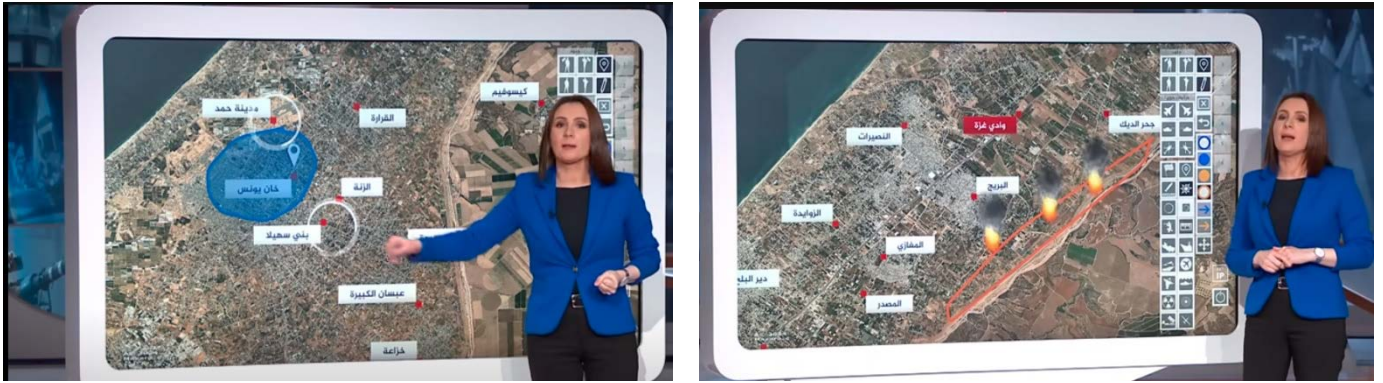 مدينة حمد
القرارة
كيسوفيم
خان يونس
الزنة
بني سهيلا
عبسان الكبيرة
خزاعة
جحر الديك
وادي غزة
النصيرات
البريج
الزوايدة
المغازي
دير البلح
المصدر